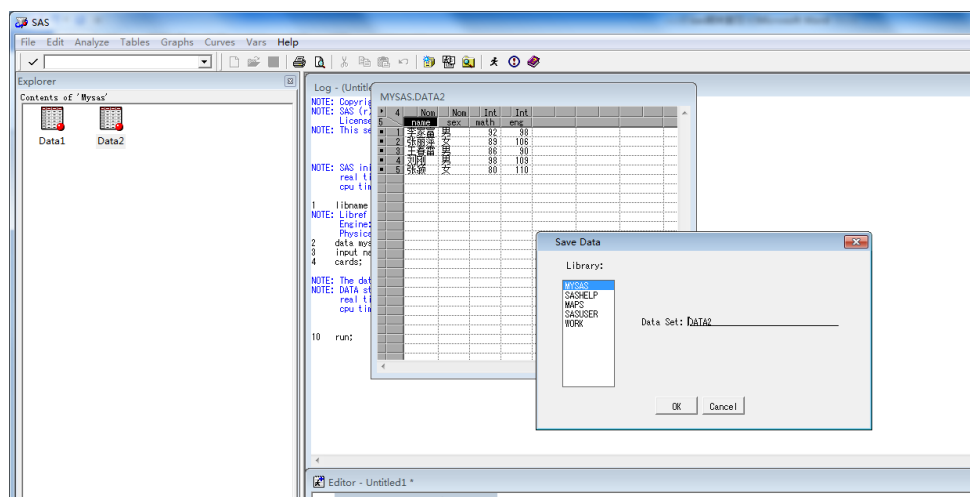 SAS
File Edit Analyze Tables Graphs Curves Vars Help
Explorer
Contents of 'Mysas'
Data1 Data2
Log - (Untitl
NOTE: Copyrig
NOTE: SAS (r)
License
NOTE: This se
NOTE: SAS ini
real ti
cpu tim
1 libname
NOTE: Libref
Engine:
Physica
2 data mys
3 input na
4 cards;
NOTE: The dat
NOTE: DATA st
real ti
cpu tim
10 run;
MYSAS.DATA2
4 Nom Nom Int Int
5 name sex math eng
1 李家富 男 92 98
2 张丽萍 女 89 106
3 王春雷 男 86 90
4 刘刚 男 98 109
5 张颖 女 80 110
Save Data
Library:
MYSAS
SASHELP
MAPS
SASUSER
WORK
Data Set: DATA2
OK Cancel
Editor - Untitled1 *